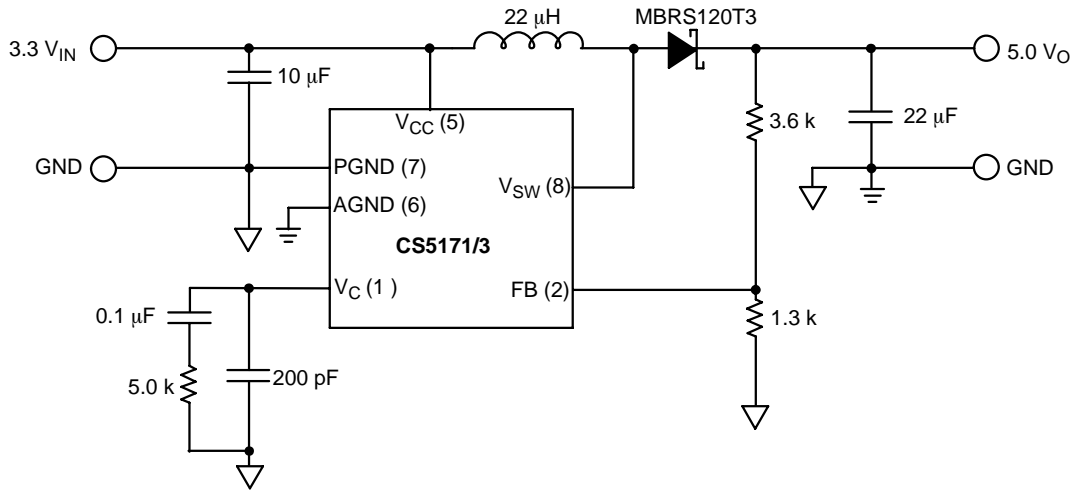 22 μH
MBRS120T3
3.3 V_IN
5.0 V_O
10 μF
V_CC (5)
3.6 k
22 μF
GND
PGND (7)
GND
V_SW (8)
AGND (6)
CS5171/3
V_C (1 )
FB (2)
0.1 μF
1.3 k
5.0 k
200 pF